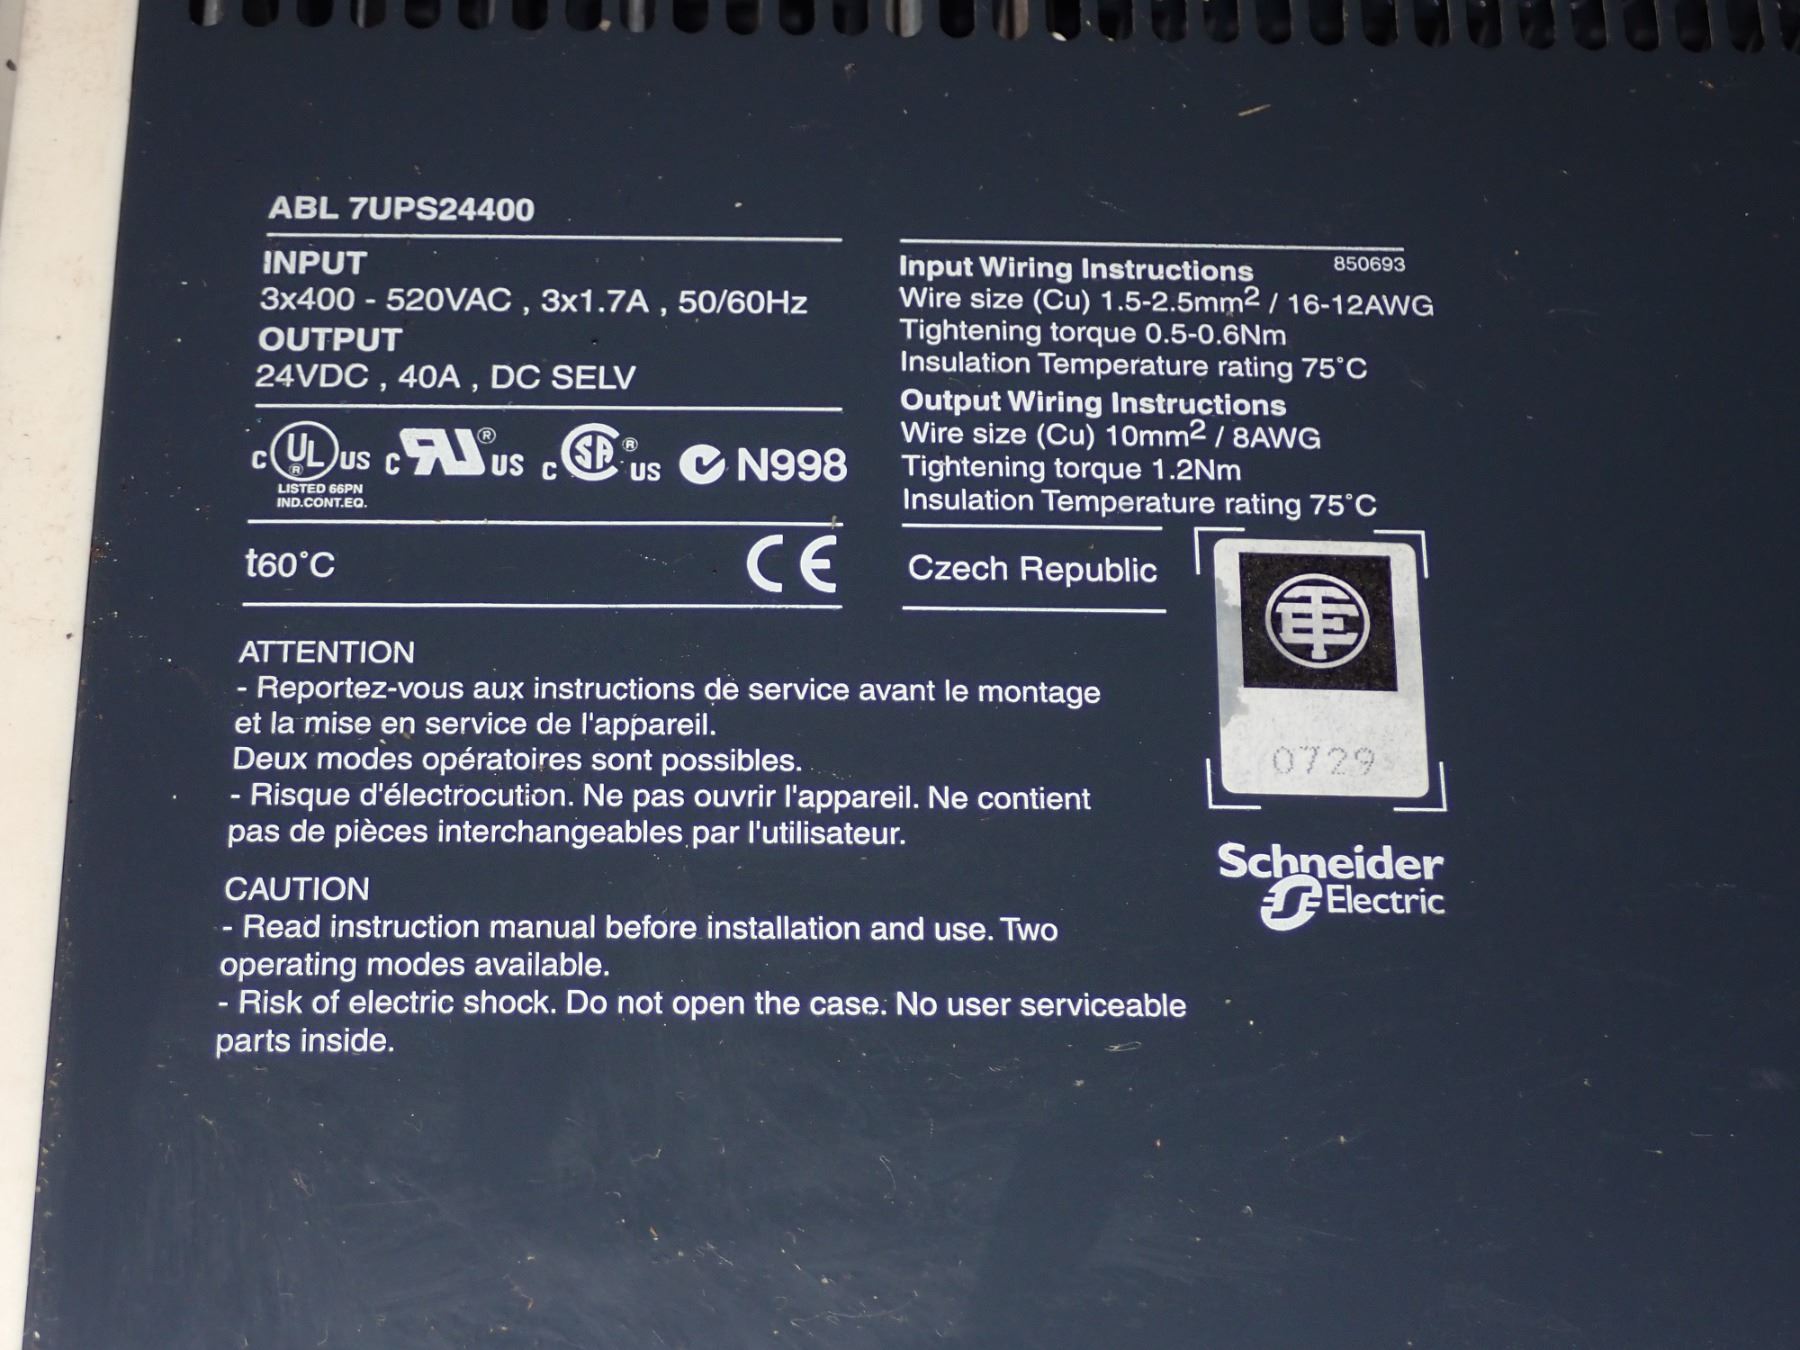 ABL 7UPS24400
INPUT
3x400 - 520VAC , 3x1.7A , 50/60Hz
OUTPUT
24VDC , 40A , DC SELV
c UL ® US c RU ® US c SA ® US N998
LISTED 66PN
IND.CONT.EQ.
t60°C CE
850693
Input Wiring Instructions
Wire size (Cu) 1.5-2.5mm² / 16-12AWG
Tightening torque 0.5-0.6Nm
Insulation Temperature rating 75°C
Output Wiring Instructions
Wire size (Cu) 10mm² / 8AWG
Tightening torque 1.2Nm
Insulation Temperature rating 75°C
Czech Republic
TE
0729
Schneider
Electric
ATTENTION
- Reportez-vous aux instructions de service avant le montage
et la mise en service de l'appareil.
Deux modes opératoires sont possibles.
- Risque d'électrocution. Ne pas ouvrir l'appareil. Ne contient
pas de pièces interchangeables par l'utilisateur.
CAUTION
- Read instruction manual before installation and use. Two
operating modes available.
- Risk of electric shock. Do not open the case. No user serviceable
parts inside.